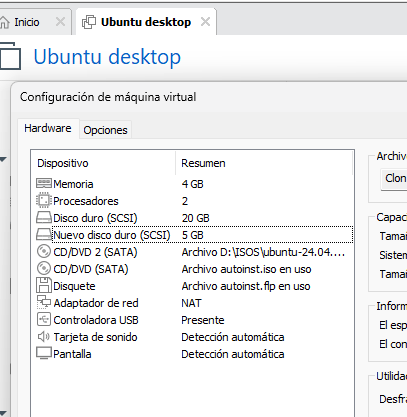 Inicio
Ubuntu desktop
Ubuntu desktop
Configuración de máquina virtual
Hardware
Opciones
Dispositivo Resumen
Memoria 4 GB
Procesadores 2
Disco duro (SCSI) 20 GB
Nuevo disco duro (SCSI) 5 GB
CD/DVD 2 (SATA) Archivo D:\ISOS\ubuntu-24.04....
CD/DVD (SATA) Archivo autoinst.iso en uso
Disquete Archivo autoinst.flp en uso
Adaptador de red NAT
Controladora USB Presente
Tarjeta de sonido Detección automática
Pantalla Detección automática
Archiv
Clon
Capac
Tamañ
Sistem
Tamañ
Inform
El esp
El con
Utilidad
Desfra